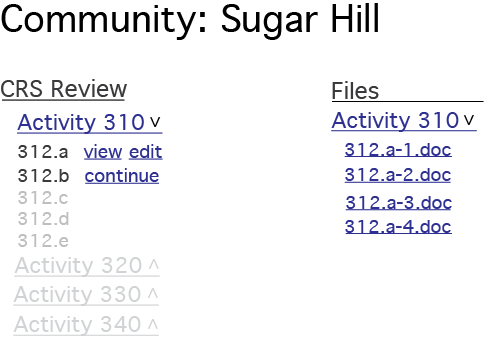 Community: Sugar Hill
CRS Review
Activity 310 v
312.a view edit
312.b continue
312.c
312.d
312.e
Activity 320 ^
Activity 330 ^
Activity 340 ^
Files
Activity 310 v
312.a-1.doc
312.a-2.doc
312.a-3.doc
312.a-4.doc